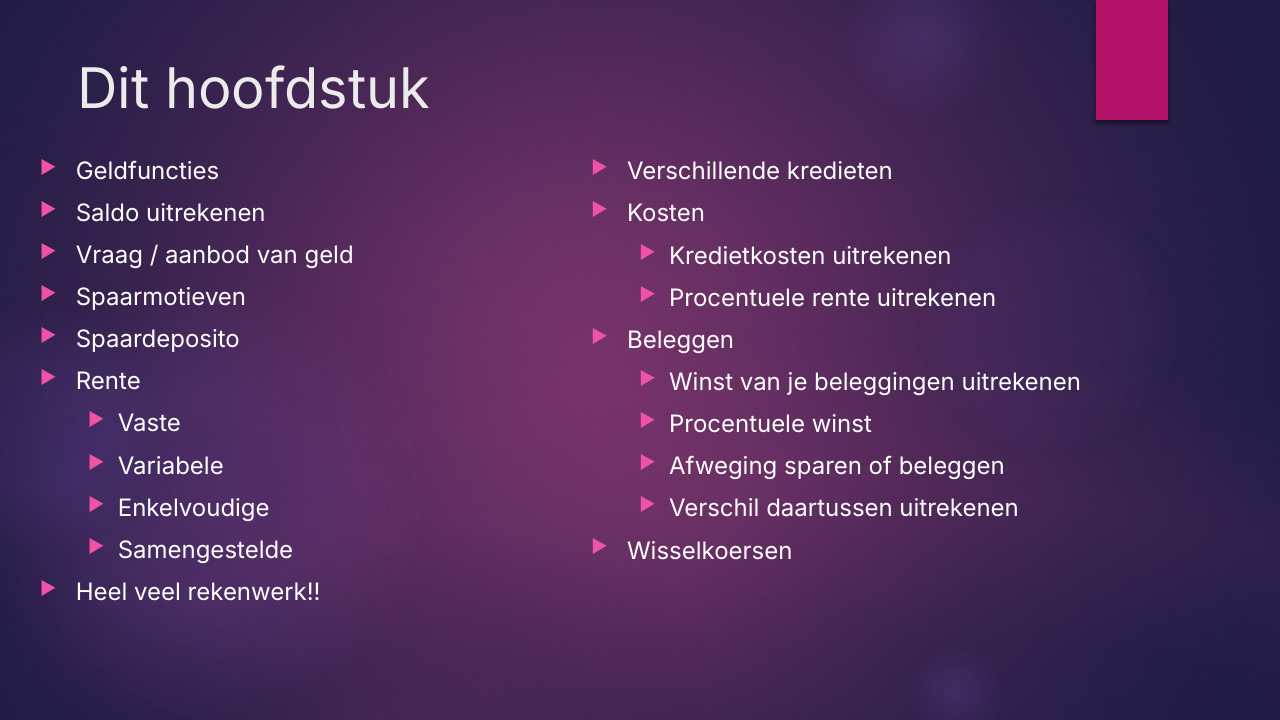 Dit hoofdstuk
Geldfuncties
Saldo uitrekenen
Vraag / aanbod van geld
Spaarmotieven
Spaardeposito
Rente
Vaste
Variabele
Enkelvoudige
Samengestelde
Heel veel rekenwerk!!
Verschillende kredieten
Kosten
Kredietkosten uitrekenen
Procentuele rente uitrekenen
Beleggen
Winst van je beleggingen uitrekenen
Procentuele winst
Afweging sparen of beleggen
Verschil daartussen uitrekenen
Wisselkoersen